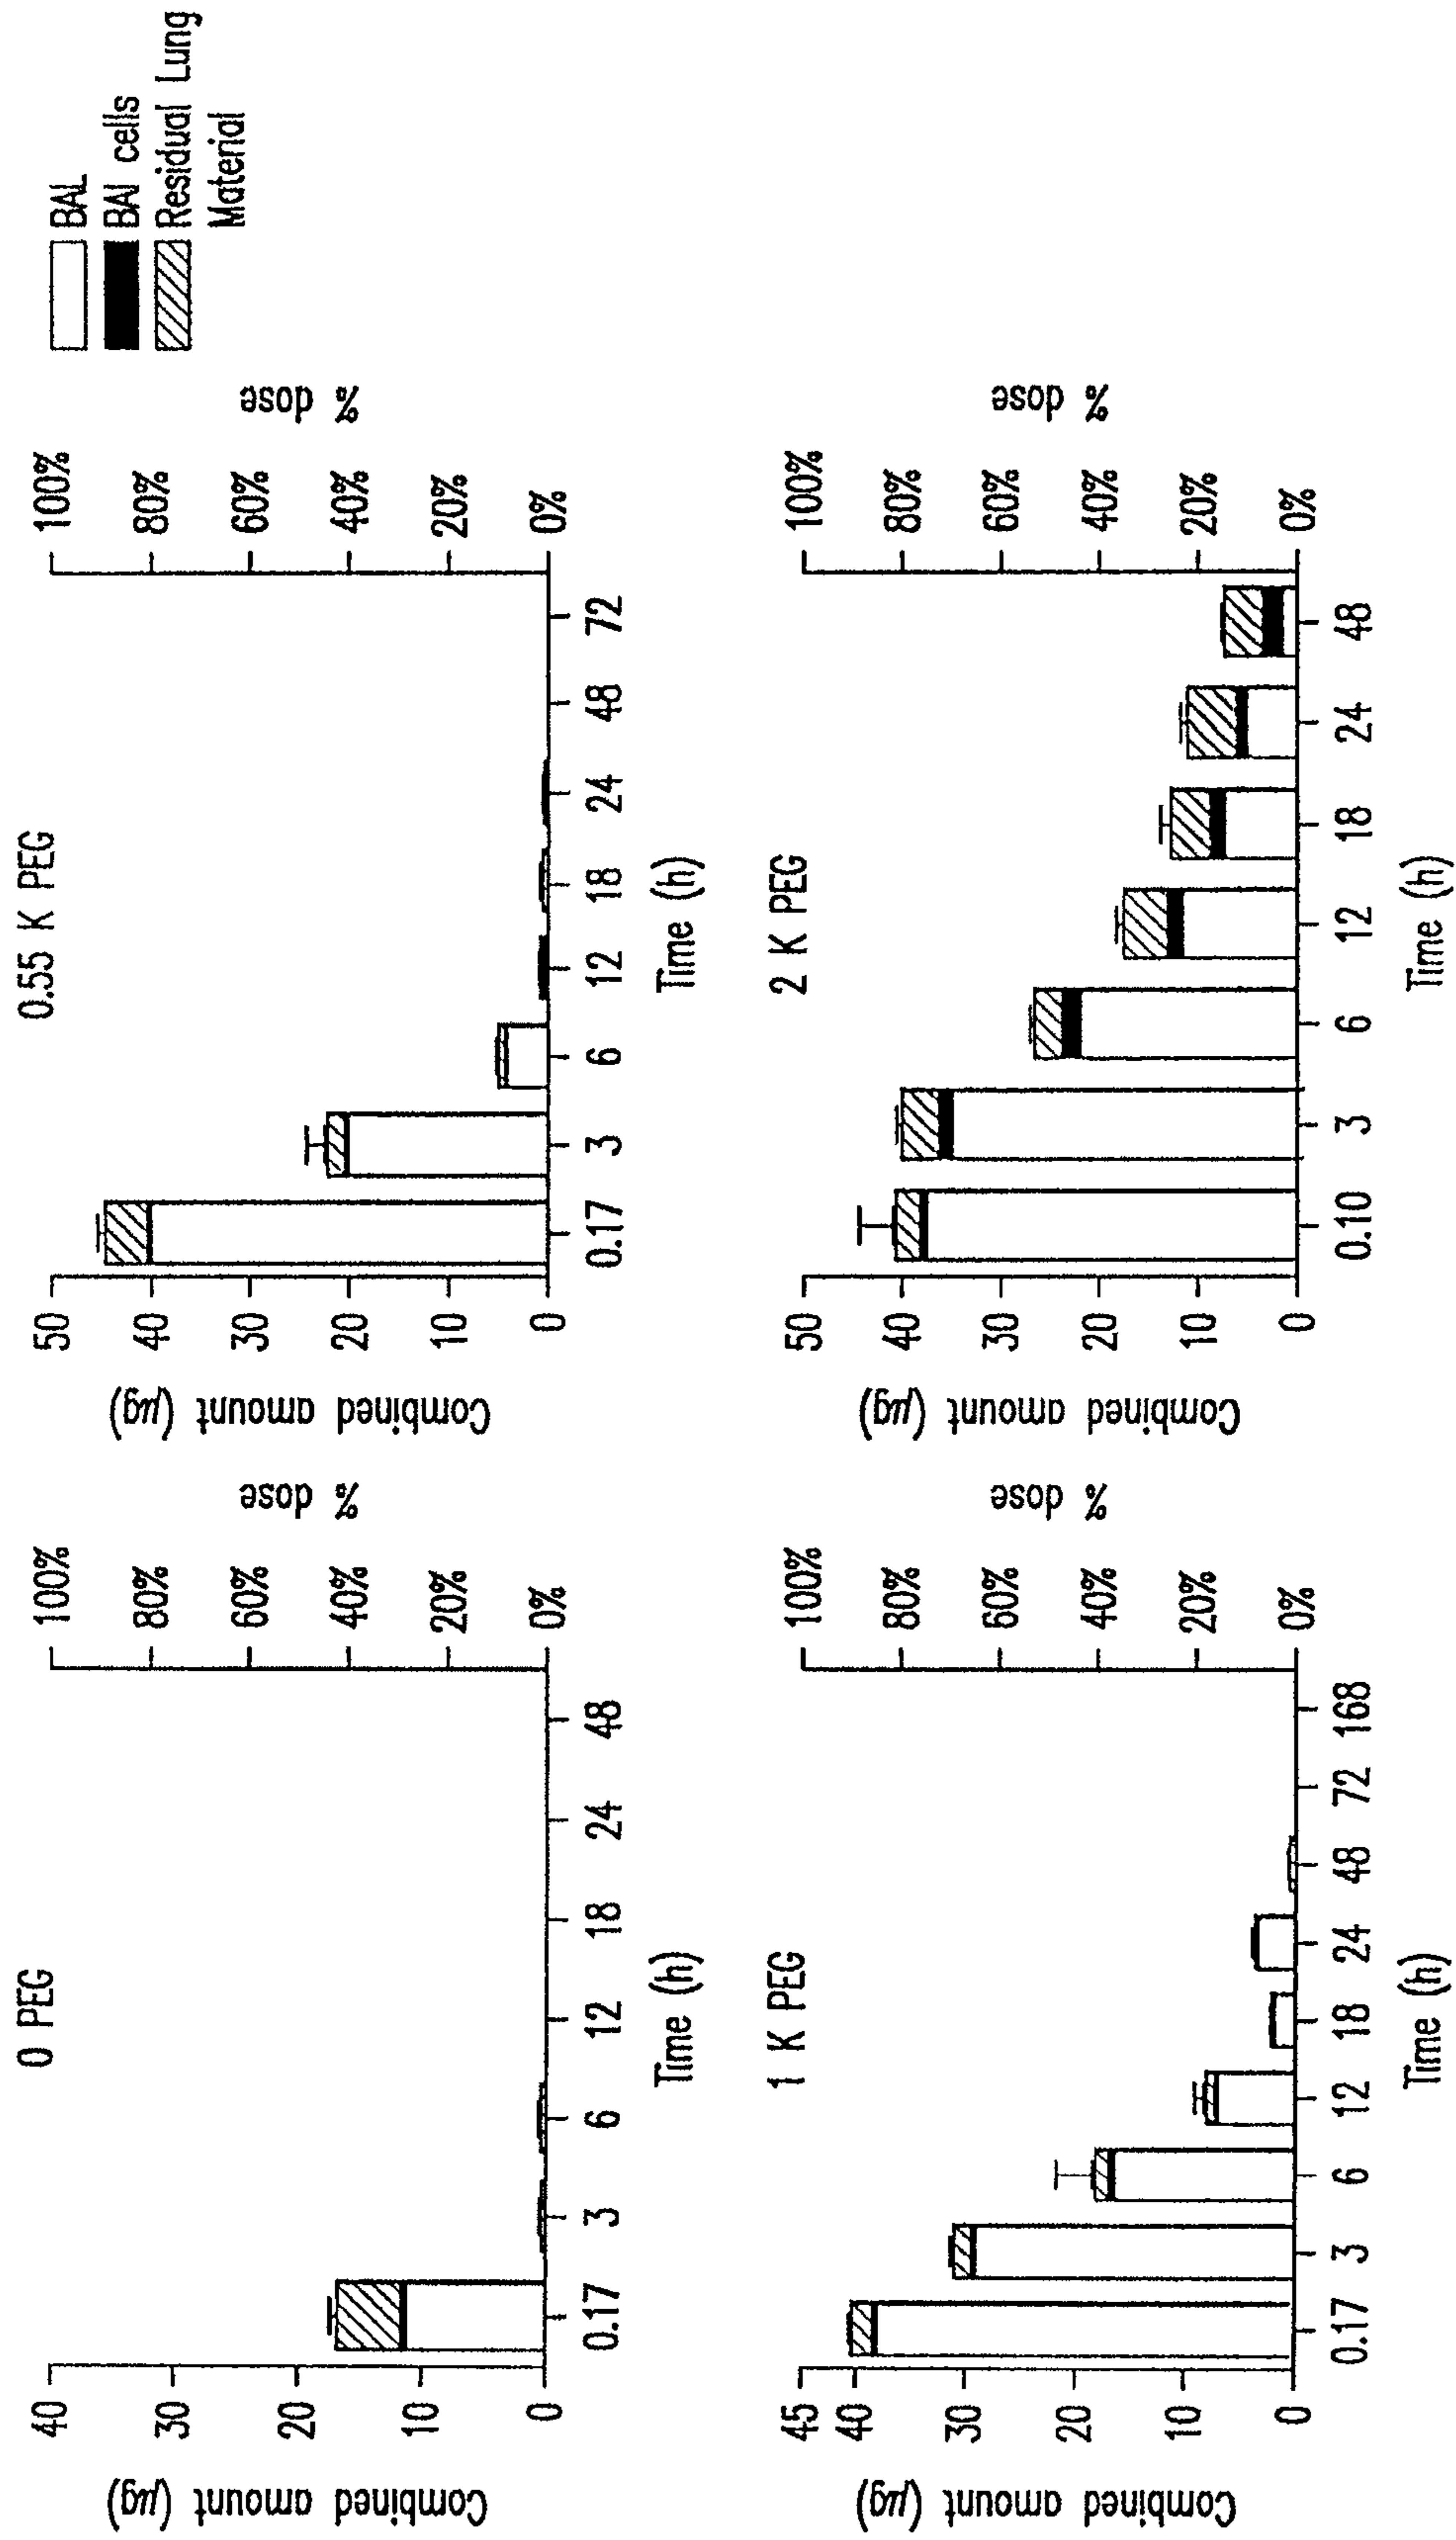 0 PEG
Combined amount (µg)
40
30
20
10
0
0.17 3 6 12 18 24 48
Time (h)
100%
80%
60%
40%
20%
0%
% dose
0.55 K PEG
Combined amount (µg)
50
40
30
20
10
0
0.17 3 6 12 18 24 48 72
Time (h)
100%
80%
60%
40%
20%
0%
% dose
BAL
BAl cells
Residual Lung
Material
1 K PEG
Combined amount (µg)
45
40
30
20
10
0
0.17 3 6 12 18 24 48 72 168
Time (h)
100%
80%
60%
40%
20%
0%
% dose
2 K PEG
Combined amount (µg)
50
40
30
20
10
0
0.10 3 6 12 18 24 48
Time (h)
100%
80%
60%
40%
20%
0%
% dose